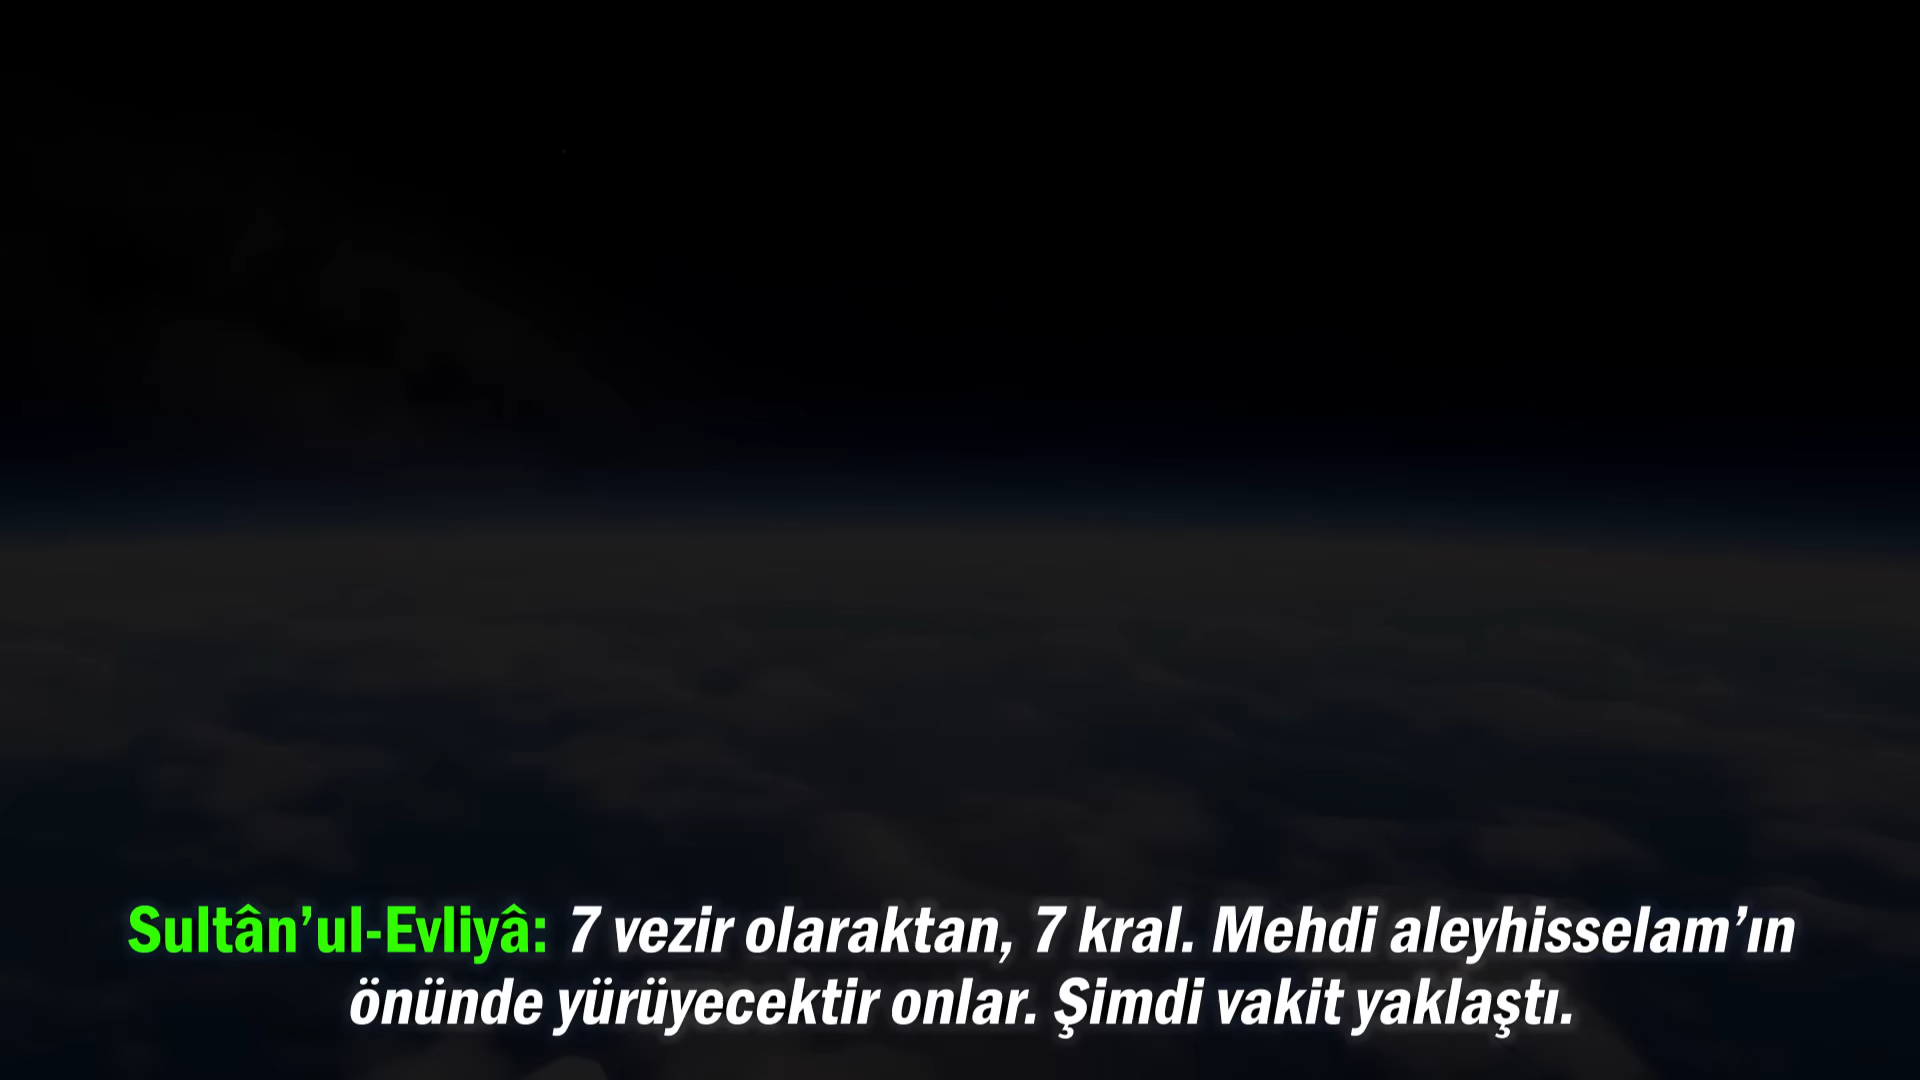 Sultân’ul-Evliyâ: 7 vezir olaraktan, 7 kral. Mehdi aleyhisselam’ın
önünde yürüyecektir onlar. Şimdi vakit yaklaştı.